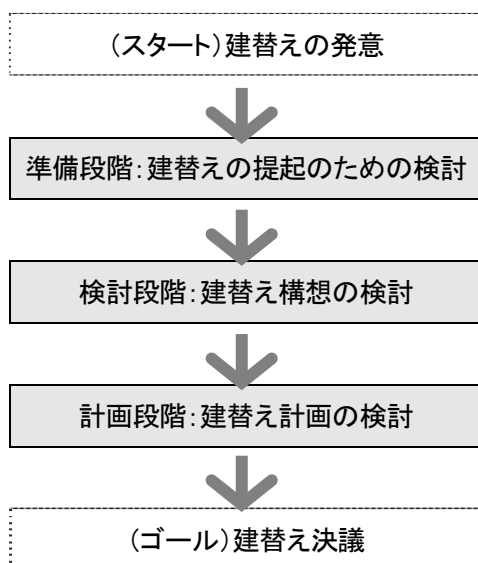 （スタート）建替えの発意
準備段階：建替えの提起のための検討
検討段階：建替え構想の検討
計画段階：建替え計画の検討
（ゴール）建替え決議